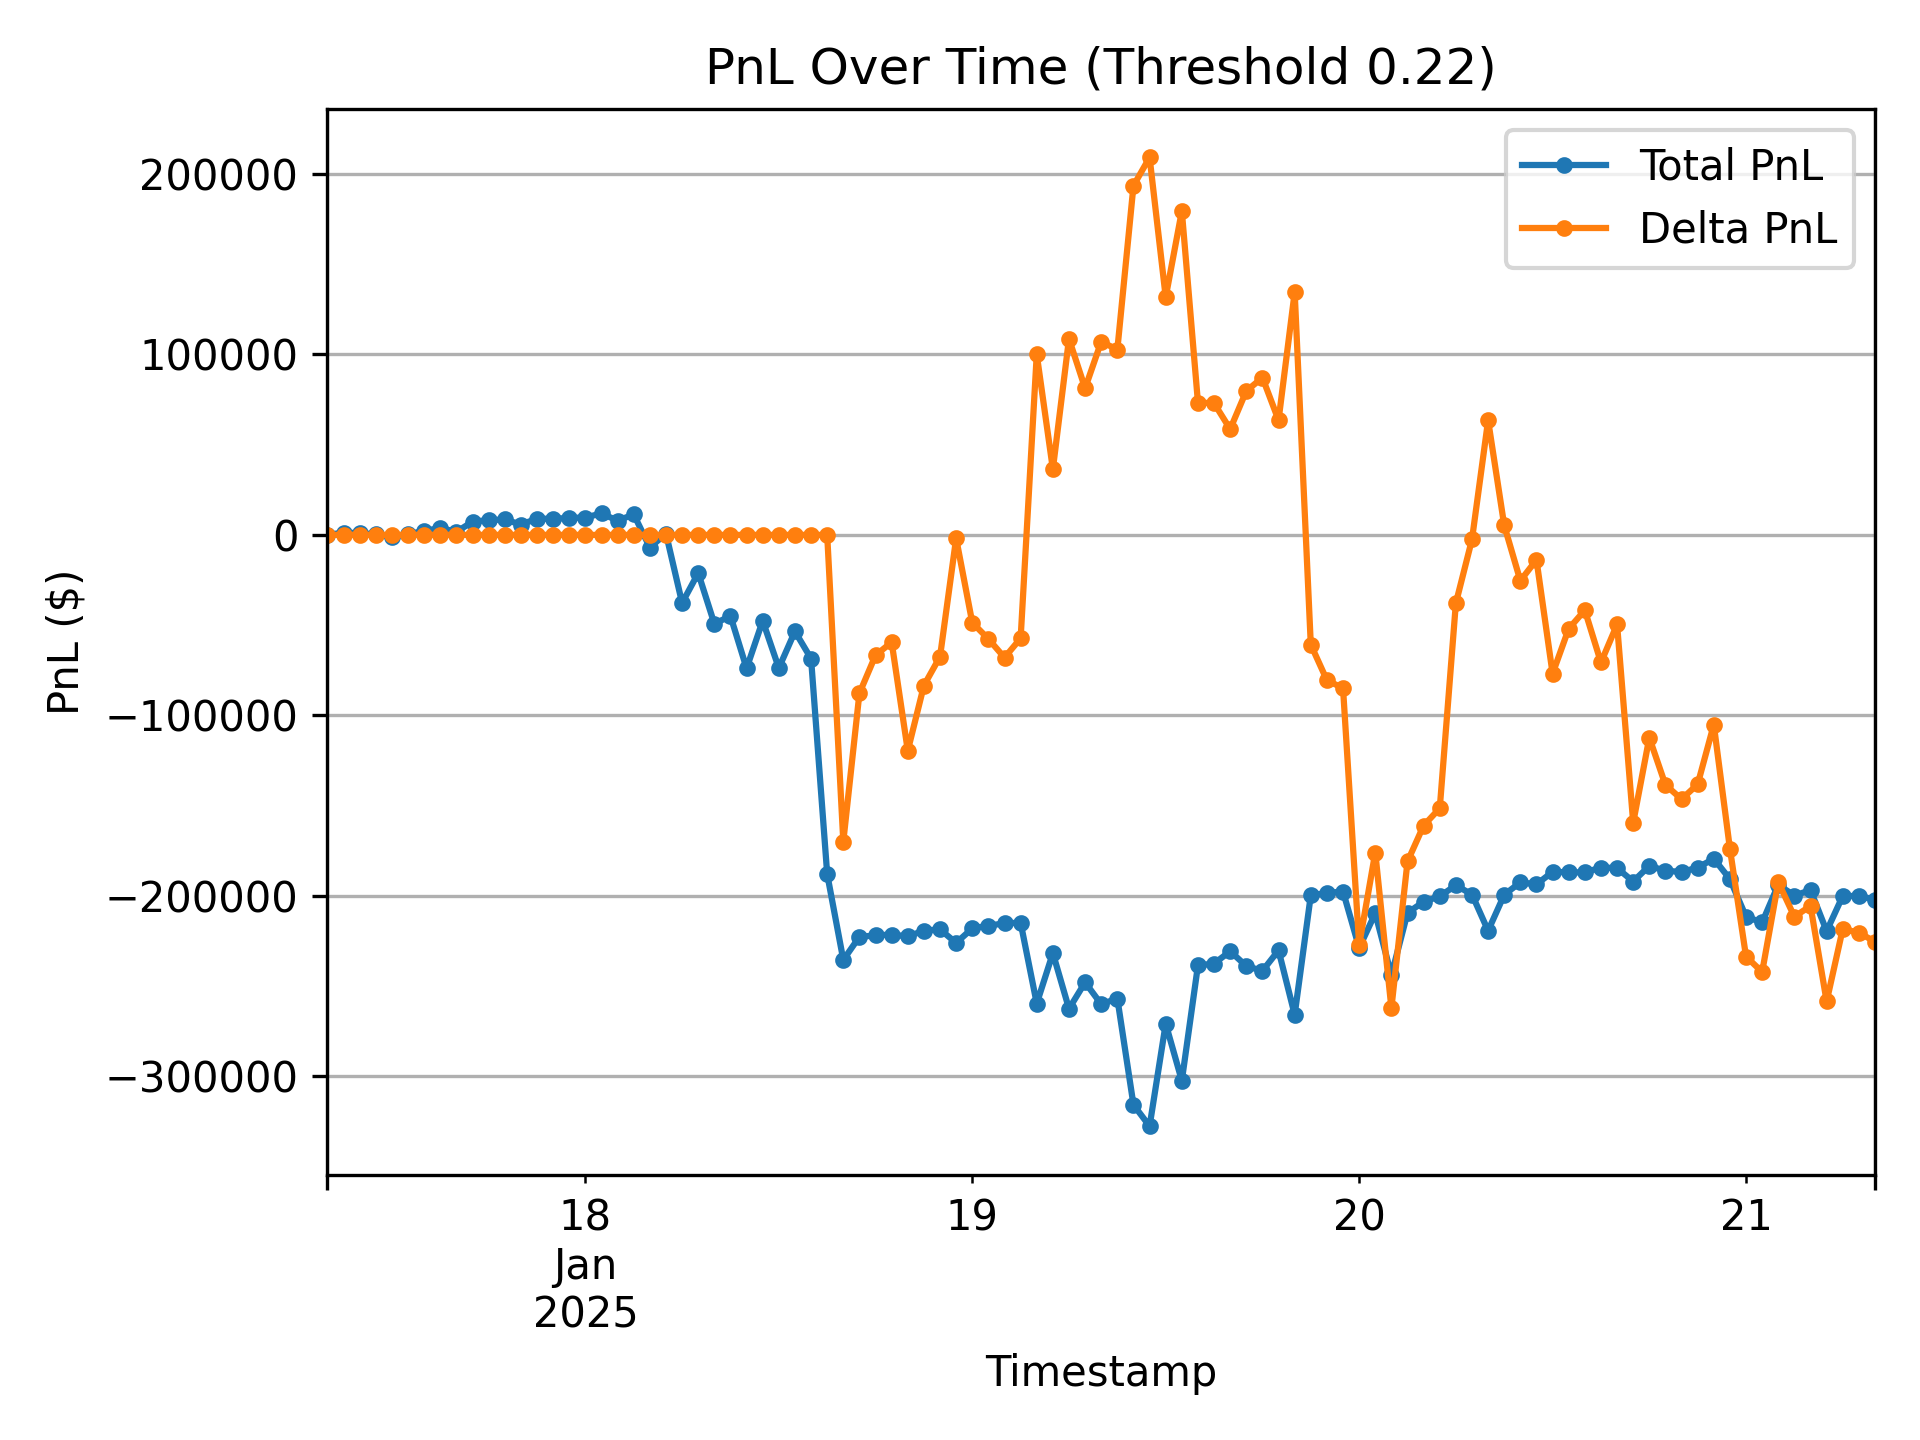 PnL Over Time (Threshold 0.22)
Total PnL
Delta PnL
200000
100000
0
−100000
−200000
−300000
PnL ($)
18
19
20
21
Jan
2025
Timestamp